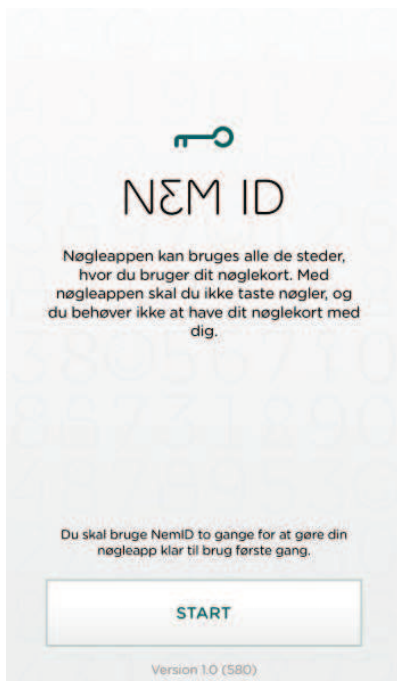 NEM ID
Nøgleappen kan bruges alle de steder,
hvor du bruger dit nøglekort. Med
nøgleappen skal du ikke taste nøgler, og
du behøver ikke at have dit nøglekort med
dig.
Du skal bruge NemID to gange for at gøre din
nøgleapp klar til brug første gang.
START
Version 1.0 (580)